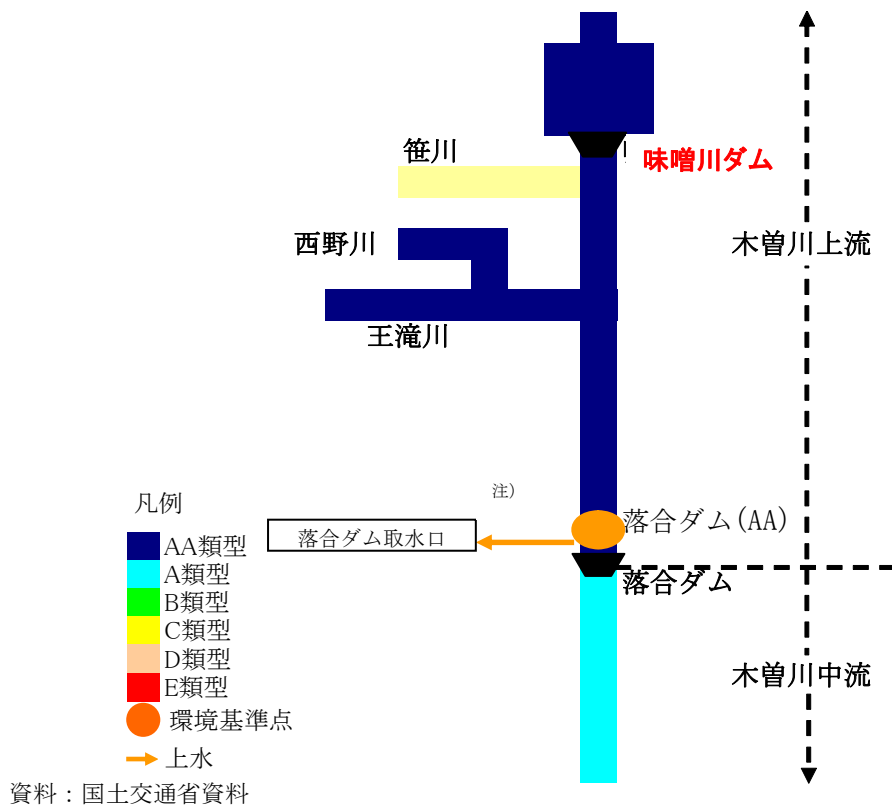 笹川
味噌川ダム
西野川
木曽川上流
王滝川
注)
凡例
落合ダム(AA)
落合ダム取水口
AA類型
A類型
落合ダム
B類型
C類型
D類型
木曽川中流
E類型
環境基準点
上水
資料：国土交通省資料